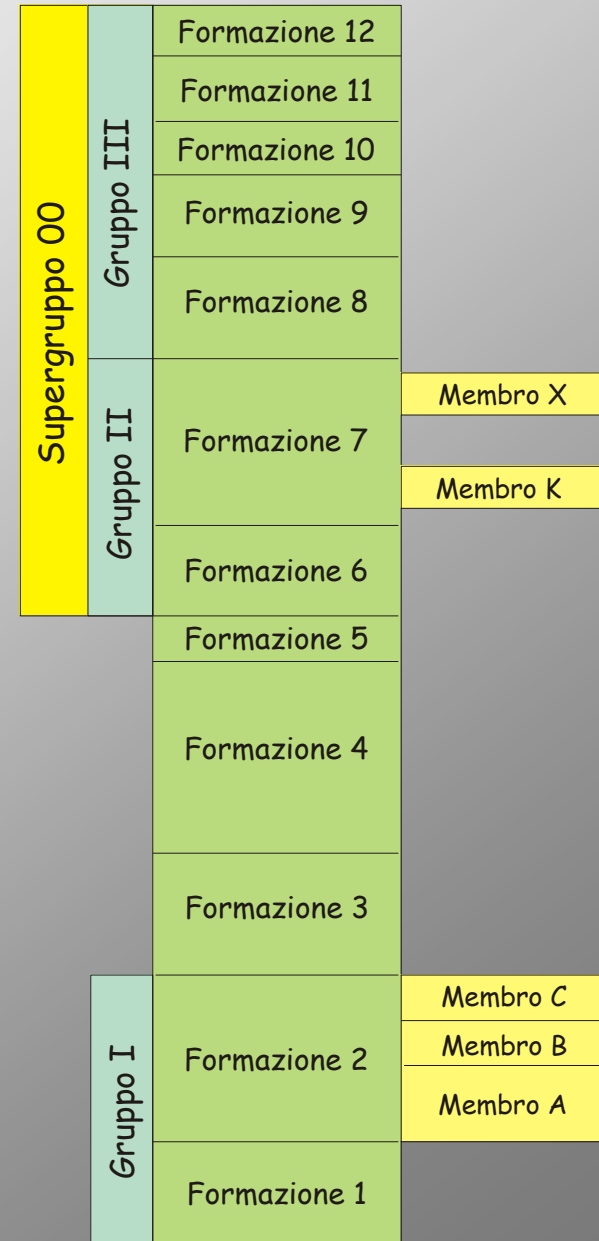 Supergruppo 00
Gruppo III
Gruppo II
Gruppo I
Formazione 12
Formazione 11
Formazione 10
Formazione 9
Formazione 8
Formazione 7
Formazione 6
Formazione 5
Formazione 4
Formazione 3
Formazione 2
Formazione 1
Membro X
Membro K
Membro C
Membro B
Membro A